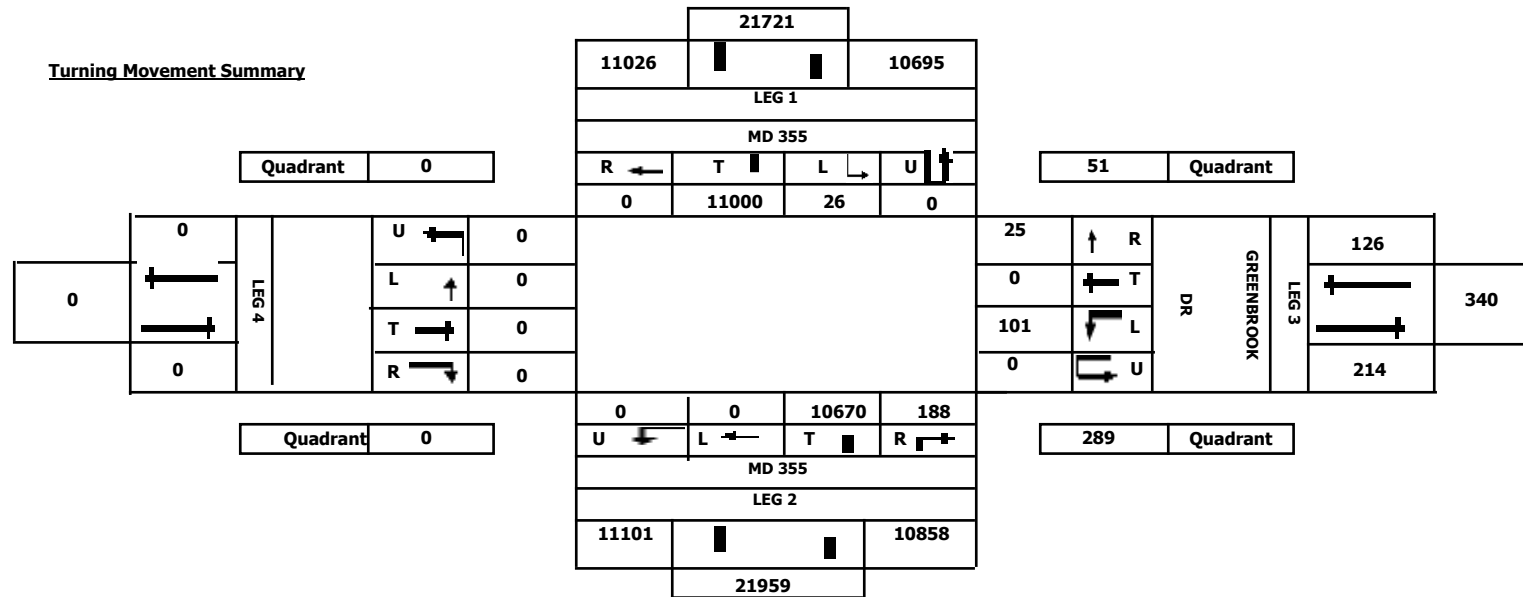 21721
11026 10695
Turning Movement Summary
LEG 1
MD 355
Quadrant 0
R T L U
51 Quadrant
0 11000 26 0
0
U 0
25 R
126
0
LEG 4
L 0
0 T
GREENBROOK
DR
LEG 3
340
T 0
101 L
0
R 0
0 U
214
0 0 10670 188
Quadrant 0
U L T R
289 Quadrant
MD 355
LEG 2
11101 10858
21959